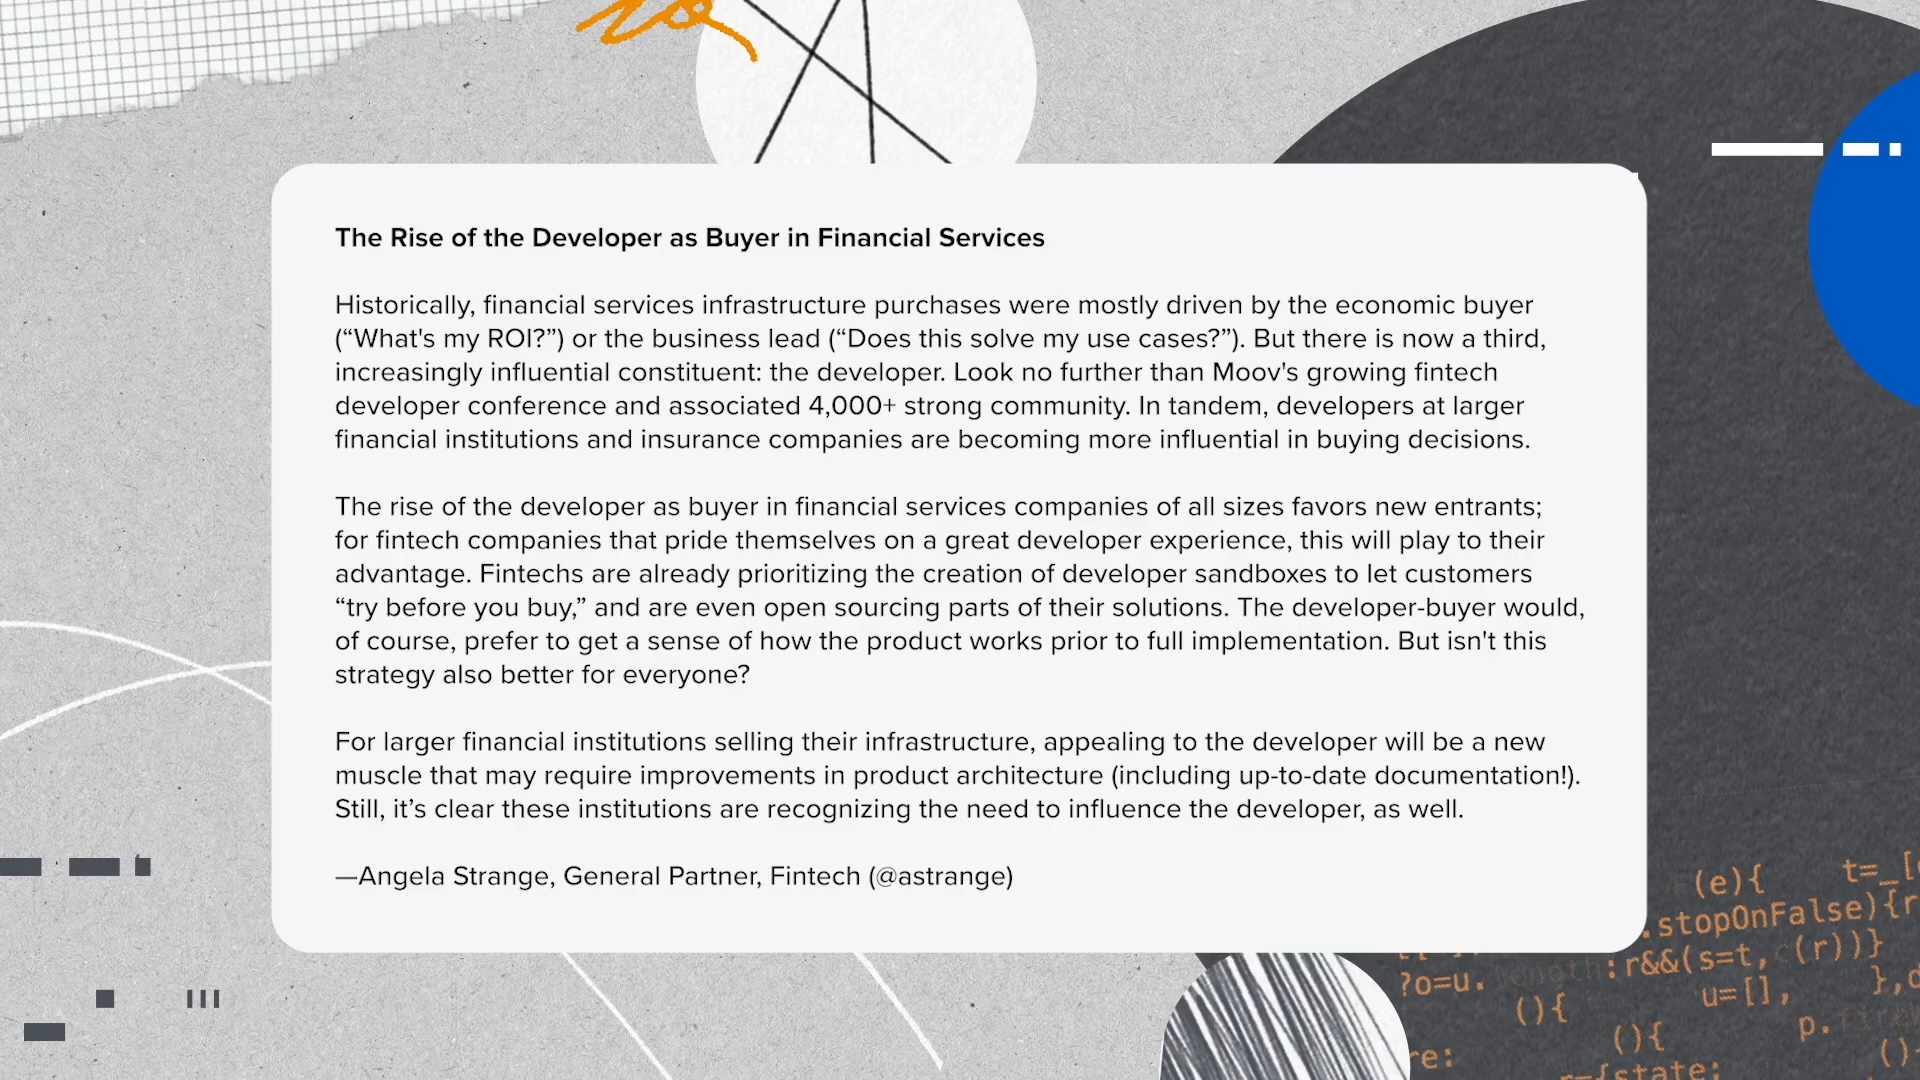 The Rise of the Developer as Buyer in Financial Services
Historically, financial services infrastructure purchases were mostly driven by the economic buyer
(“What's my ROI?”) or the business lead (“Does this solve my use cases?”). But there is now a third,
increasingly influential constituent: the developer. Look no further than Moov's growing fintech
developer conference and associated 4,000+ strong community. In tandem, developers at larger
financial institutions and insurance companies are becoming more influential in buying decisions.
The rise of the developer as buyer in financial services companies of all sizes favors new entrants;
for fintech companies that pride themselves on a great developer experience, this will play to their
advantage. Fintechs are already prioritizing the creation of developer sandboxes to let customers
“try before you buy,” and are even open sourcing parts of their solutions. The developer-buyer would,
of course, prefer to get a sense of how the product works prior to full implementation. But isn't this
strategy also better for everyone?
For larger financial institutions selling their infrastructure, appealing to the developer will be a new
muscle that may require improvements in product architecture (including up-to-date documentation!).
Still, it’s clear these institutions are recognizing the need to influence the developer, as well.
—Angela Strange, General Partner, Fintech (@astrange)
(e){ t=_[
.stopOnFalse){r
:r&&(s=t, (r))}
?o=u. u=[], },
(){ p.
(){ ()
re:
r={state: